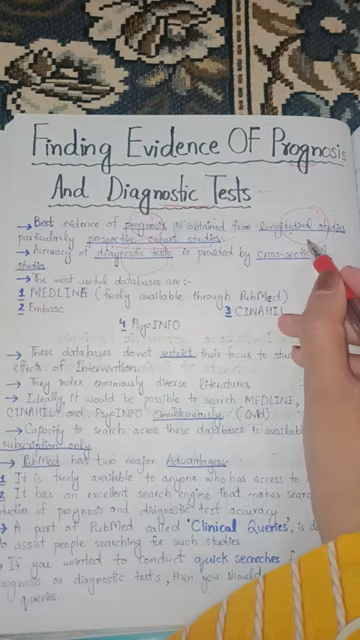 Finding Evidence OF Prognosis
And Diagnostic Tests
→ Best evidence of prognosis is obtained from longitudinal studies
particularly prospective cohort studies.
→ Accuracy of diagnostic tests is provided by cross-sectional
studies
→ The most useful databases are:-
1 MEDLINE (freely available through PubMed)
2 Embase 3 CINAHIL
4 PsycINFO
→ These databases donot restrict their focus to stud
effects of Intervention
→ They index enormously diverse literatures.
→ Ideally, it would be possible to search MEDLINE,
CINAHIL and PsycINFO Simultaneously (Ovid)
→ Capacity to search across these databases is available
subscription only
→ PubMed has two major Advantages:-
1 It is freely available to anyone who has access to
2 It has an excellent search engine that makes sear
studies of prognosis and diagnostic test accuracy
→ A part of PubMed called "Clinical Queries", is d
to assist people searching for such studies
→ If you wanted to conduct quick searches f
prognosis or diagnostic tests, then you should
queries.